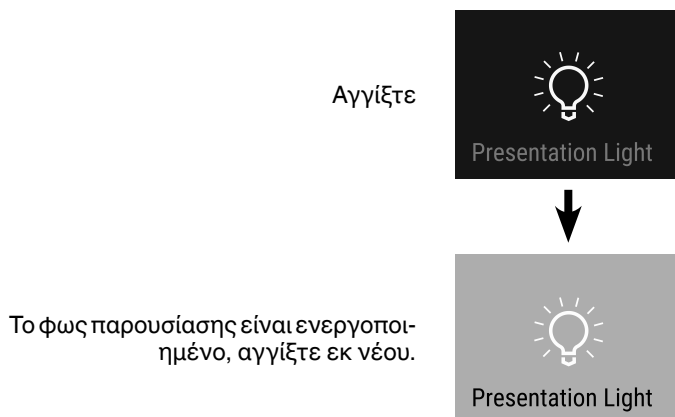 Αγγίξτε
Presentation Light
Το φως παρουσίασης είναι ενεργοποι-
ημένο, αγγίξτε εκ νέου.
Presentation Light